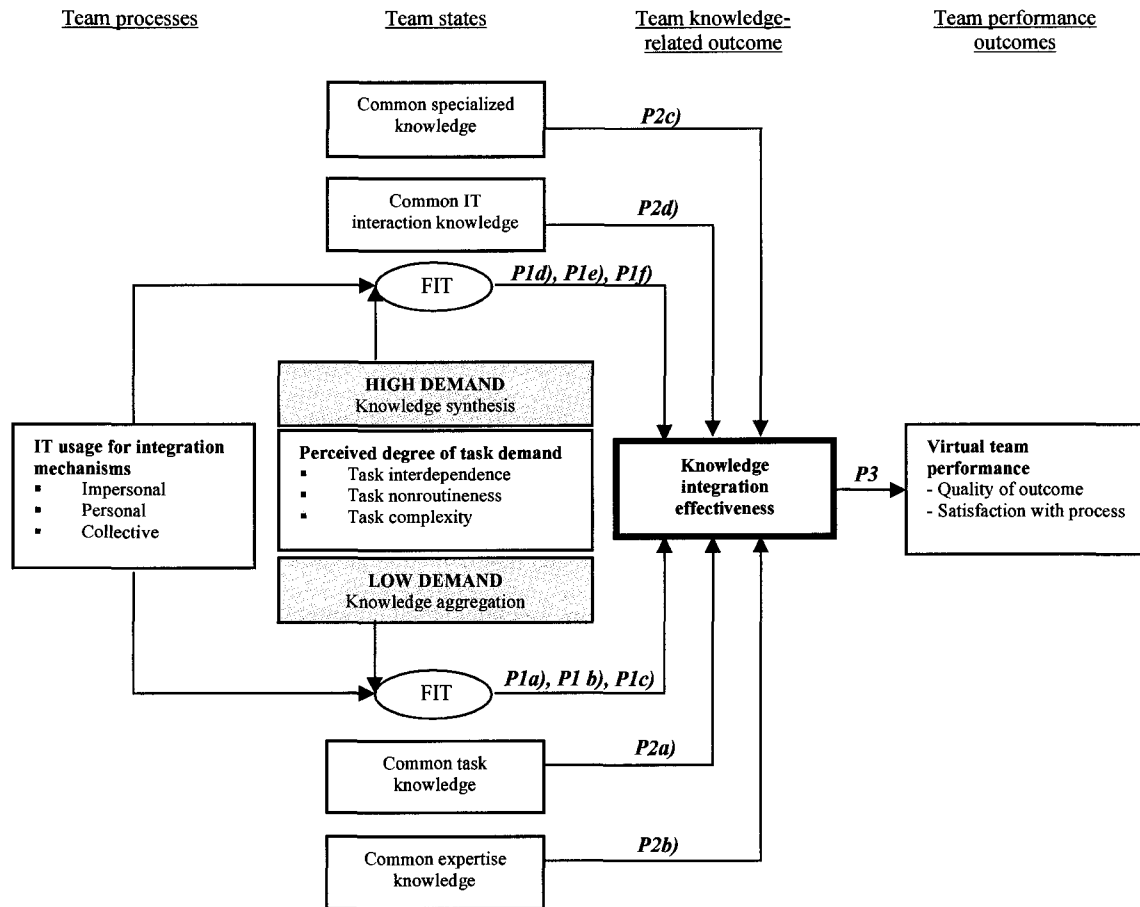 Team processes
Team states
Team knowledge-
related outcome
Team performance
outcomes
Common specialized
knowledge
P2c)
Common IT
interaction knowledge
P2d)
FIT
P1d), P1e), P1f)
HIGH DEMAND
Knowledge synthesis
IT usage for integration
mechanisms
▪ Impersonal
▪ Personal
▪ Collective
Perceived degree of task demand
▪ Task interdependence
▪ Task nonroutineness
▪ Task complexity
Knowledge
integration
effectiveness
P3
Virtual team
performance
- Quality of outcome
- Satisfaction with process
LOW DEMAND
Knowledge aggregation
FIT
P1a), P1 b), P1c)
Common task
knowledge
P2a)
Common expertise
knowledge
P2b)